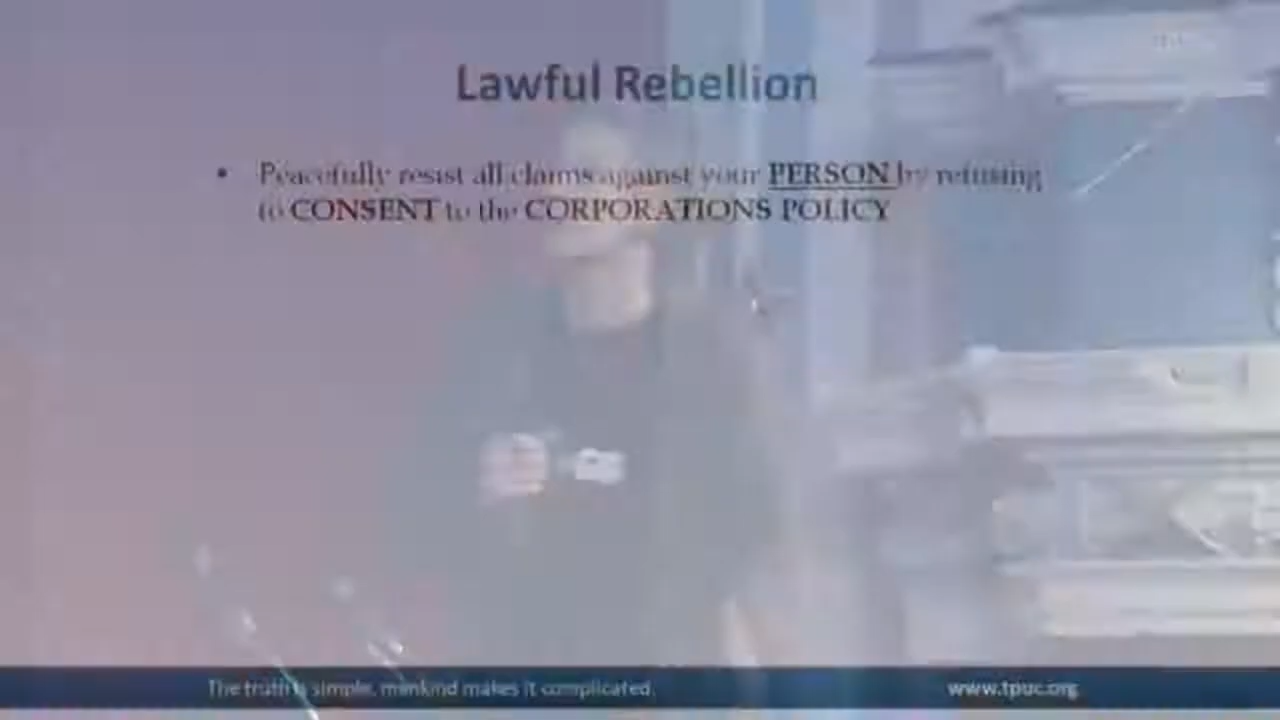 Lawful Rebellion
• Peacefully resist all claims against your PERSON by refusing
to CONSENT to the CORPORATIONS POLICY
The truth is simple, mankind makes it complicated.
www.tpuc.org